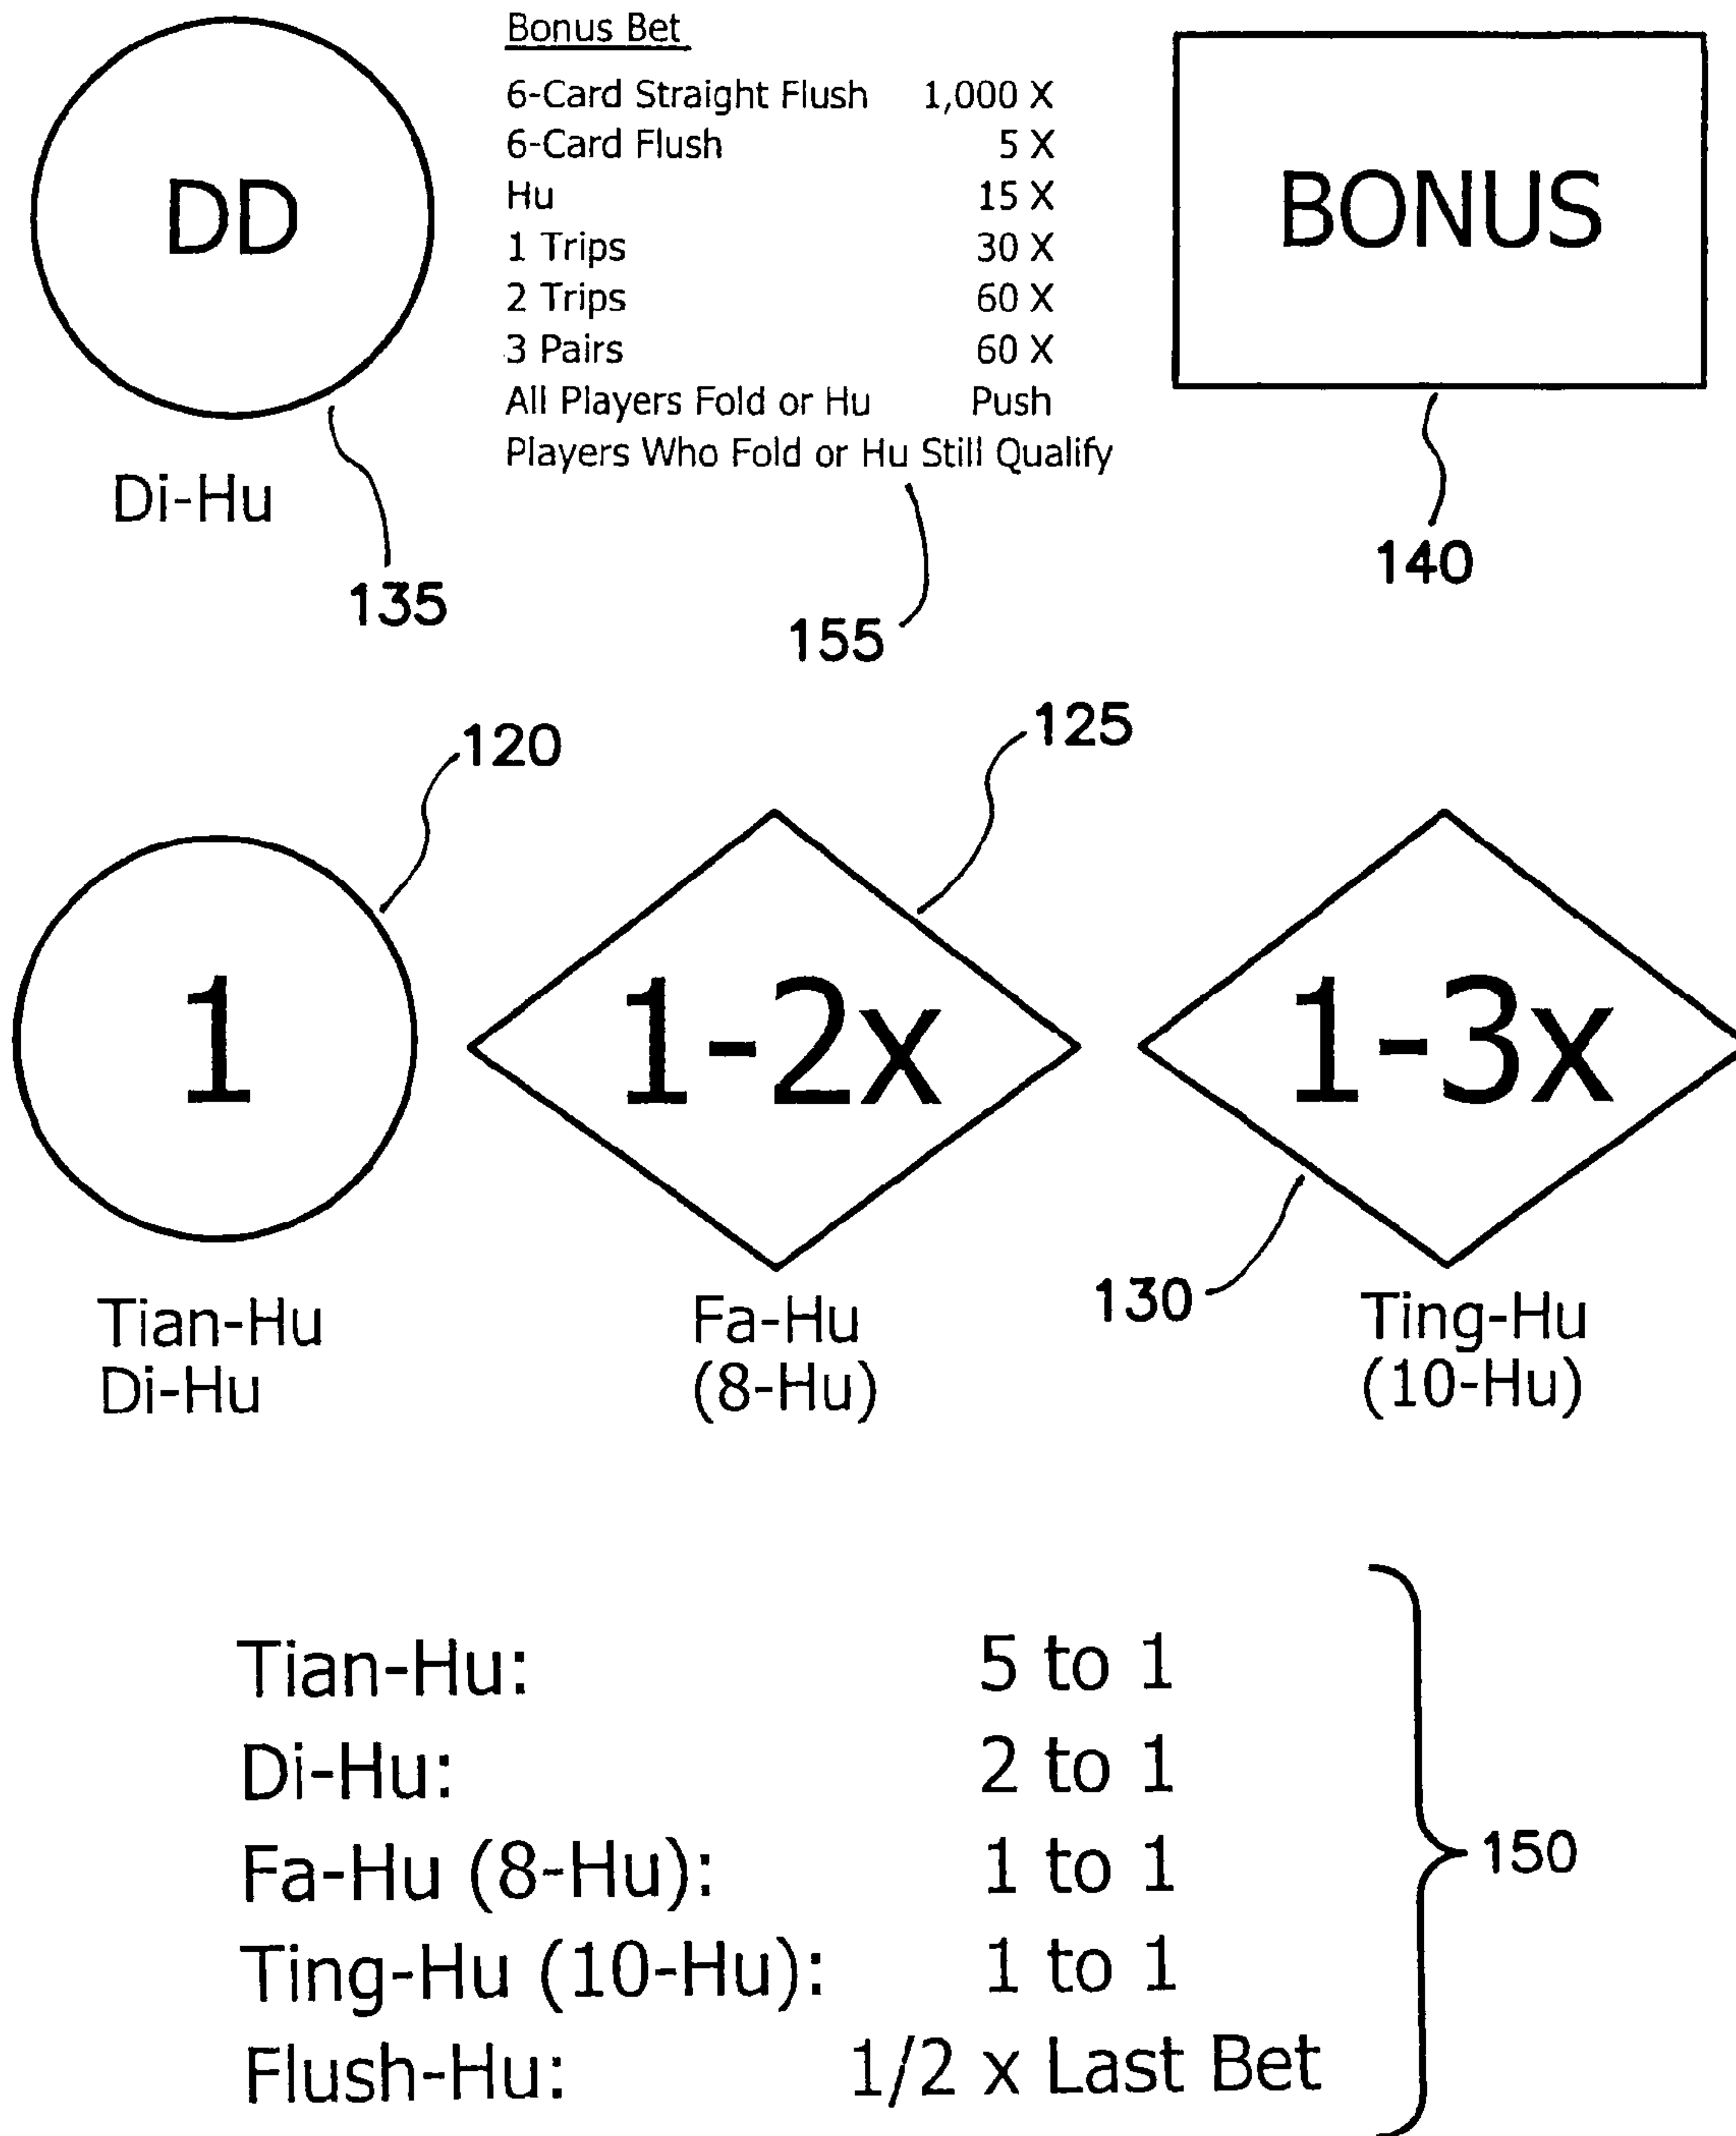 DD
Di-Hu
135
Bonus Bet
6-Card Straight Flush 1,000 X
6-Card Flush 5 X
Hu 15 X
1 Trips 30 X
2 Trips 60 X
3 Pairs 60 X
All Players Fold or Hu Push
Players Who Fold or Hu Still Qualify
155
BONUS
140
120
1
Tian-Hu
Di-Hu
125
1-2x
Fa-Hu
(8-Hu)
1-3x
130
Ting-Hu
(10-Hu)
Tian-Hu: 5 to 1
Di-Hu: 2 to 1
Fa-Hu (8-Hu): 1 to 1
Ting-Hu (10-Hu): 1 to 1
Flush-Hu: 1/2 x Last Bet
150